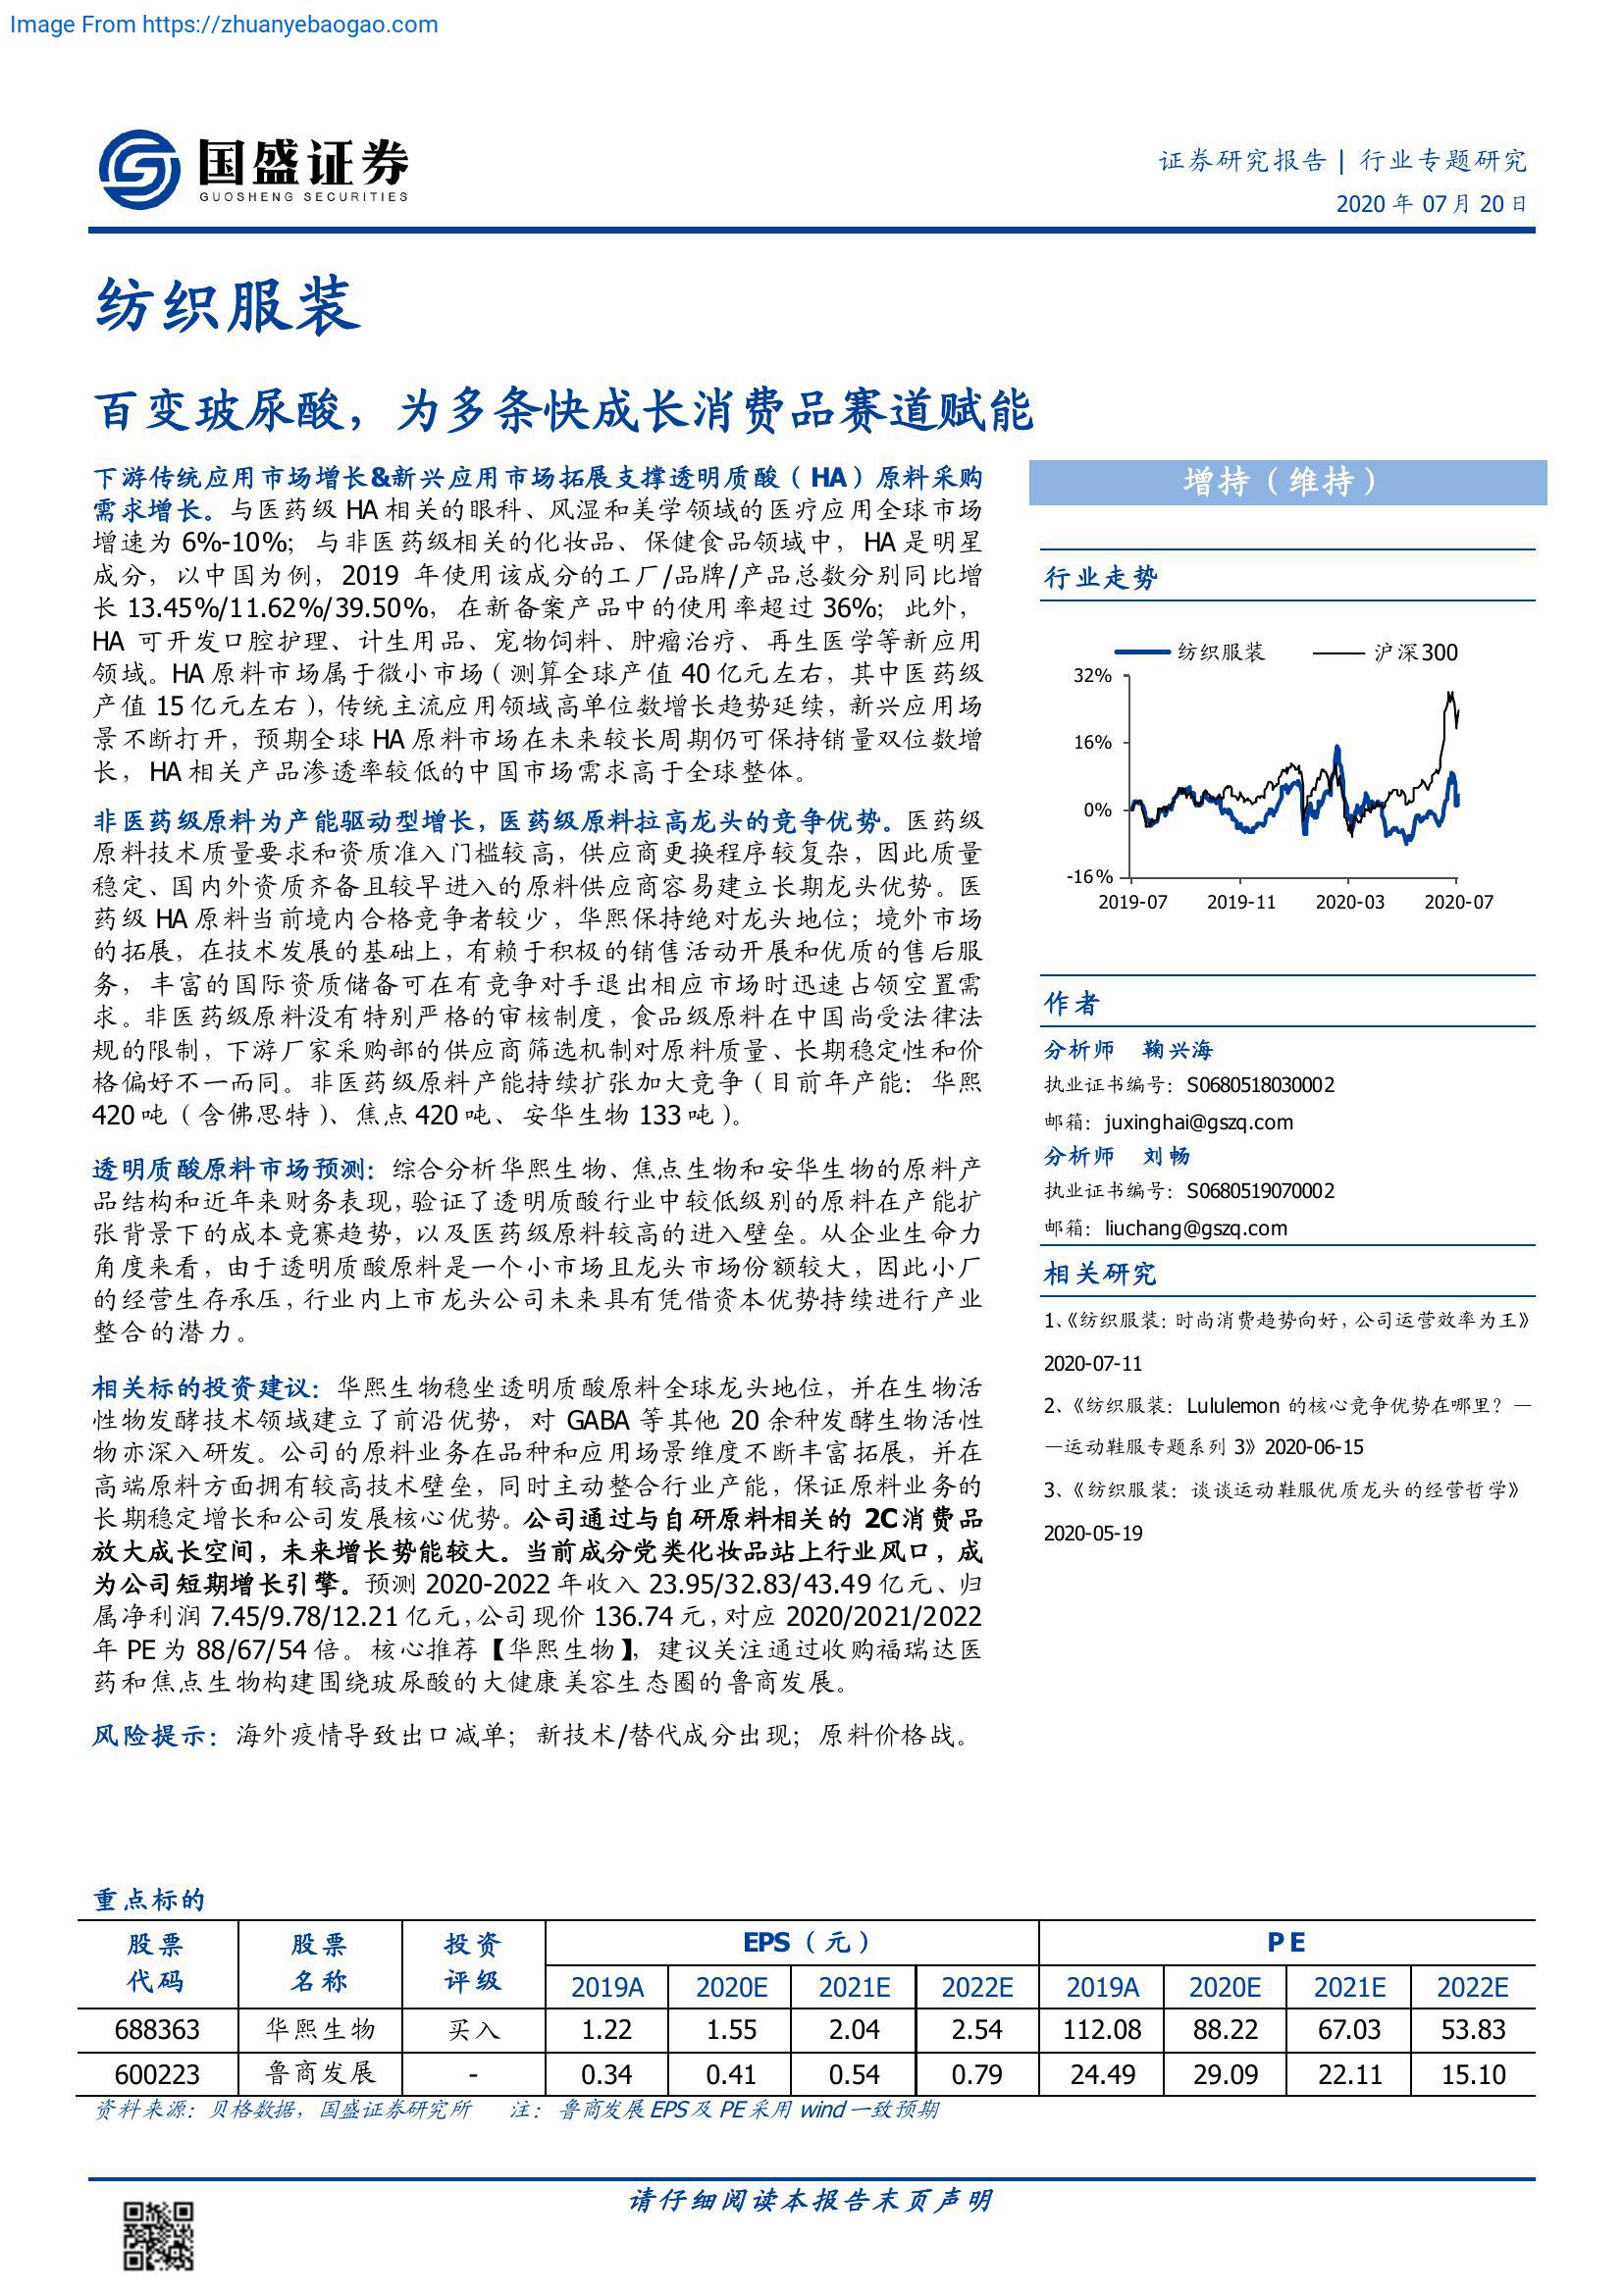 Image From https://zhuanyebaogao.com
国盛证券
GUOSHENG SECURITIES
证券研究报告 | 行业专题研究
2020 年 07 月 20 日
纺织服装
百变玻尿酸，为多条快成长消费品赛道赋能
下游传统应用市场增长&新兴应用市场拓展支撑透明质酸（HA）原料采购
需求增长。与医药级 HA 相关的眼科、风湿和美学领域的医疗应用全球市场
增速为 6%-10%；与非医药级相关的化妆品、保健食品领域中，HA 是明星
成分，以中国为例，2019 年使用该成分的工厂/品牌/产品总数分别同比增
长 13.45%/11.62%/39.50%，在新备案产品中的使用率超过 36%；此外，
HA 可开发口腔护理、计生用品、宠物饲料、肿瘤治疗、再生医学等新应用
领域。HA 原料市场属于微小市场（测算全球产值 40 亿元左右，其中医药级
产值 15 亿元左右），传统主流应用领域高单位数增长趋势延续，新兴应用场
景不断打开，预期全球 HA 原料市场在未来较长周期仍可保持销量双位数增
长，HA 相关产品渗透率较低的中国市场需求高于全球整体。
非医药级原料为产能驱动型增长，医药级原料拉高龙头的竞争优势。医药级
原料技术质量要求和资质准入门槛较高，供应商更换程序较复杂，因此质量
稳定、国内外资质齐备且较早进入的原料供应商容易建立长期龙头优势。医
药级 HA 原料当前境内合格竞争者较少，华熙保持绝对龙头地位；境外市场
的拓展，在技术发展的基础上，有赖于积极的销售活动开展和优质的售后服
务，丰富的国际资质储备可在有竞争对手退出相应市场时迅速占领空置需
求。非医药级原料没有特别严格的审核制度，食品级原料在中国尚受法律法
规的限制，下游厂家采购部的供应商筛选机制对原料质量、长期稳定性和价
格偏好不一而同。非医药级原料产能持续扩张加大竞争（目前年产能：华熙
420 吨（含佛思特）、焦点 420 吨、安华生物 133 吨）。
透明质酸原料市场预测：综合分析华熙生物、焦点生物和安华生物的原料产
品结构和近年来财务表现，验证了透明质酸行业中较低级别的原料在产能扩
张背景下的成本竞赛趋势，以及医药级原料较高的进入壁垒。从企业生命力
角度来看，由于透明质酸原料是一个小市场且龙头市场份额较大，因此小厂
的经营生存承压，行业内上市龙头公司未来具有凭借资本优势持续进行产业
整合的潜力。
相关标的投资建议：华熙生物稳坐透明质酸原料全球龙头地位，并在生物活
性物发酵技术领域建立了前沿优势，对 GABA 等其他 20 余种发酵生物活性
物亦深入研发。公司的原料业务在品种和应用场景维度不断丰富拓展，并在
高端原料方面拥有较高技术壁垒，同时主动整合行业产能，保证原料业务的
长期稳定增长和公司发展核心优势。公司通过与自研原料相关的 2C 消费品
放大成长空间，未来增长势能较大。当前成分党类化妆品站上行业风口，成
为公司短期增长引擎。预测 2020-2022 年收入 23.95/32.83/43.49 亿元、归
属净利润 7.45/9.78/12.21 亿元，公司现价 136.74 元，对应 2020/2021/2022
年 PE 为 88/67/54 倍。核心推荐【华熙生物】，建议关注通过收购福瑞达医
药和焦点生物构建围绕玻尿酸的大健康美容生态圈的鲁商发展。
风险提示：海外疫情导致出口减单；新技术/替代成分出现；原料价格战。
增持（维持）
行业走势
纺织服装 沪深300
32%
16%
0%
-16%
2019-07 2019-11 2020-03 2020-07
作者
分析师 鞠兴海
执业证书编号：S0680518030002
邮箱：juxinghai@gszq.com
分析师 刘畅
执业证书编号：S0680519070002
邮箱：liuchang@gszq.com
相关研究
1、《纺织服装：时尚消费趋势向好，公司运营效率为王》
2020-07-11
2、《纺织服装：Lululemon 的核心竞争优势在哪里？—
—运动鞋服专题系列 3》2020-06-15
3、《纺织服装：谈谈运动鞋服优质龙头的经营哲学》
2020-05-19
重点标的
股票 股票 投资 EPS（元） PE
代码 名称 评级 2019A 2020E 2021E 2022E 2019A 2020E 2021E 2022E
688363 华熙生物 买入 1.22 1.55 2.04 2.54 112.08 88.22 67.03 53.83
600223 鲁商发展 - 0.34 0.41 0.54 0.79 24.49 29.09 22.11 15.10
资料来源：贝格数据，国盛证券研究所 注：鲁商发展 EPS 及 PE 采用 wind 一致预期
请仔细阅读本报告末页声明